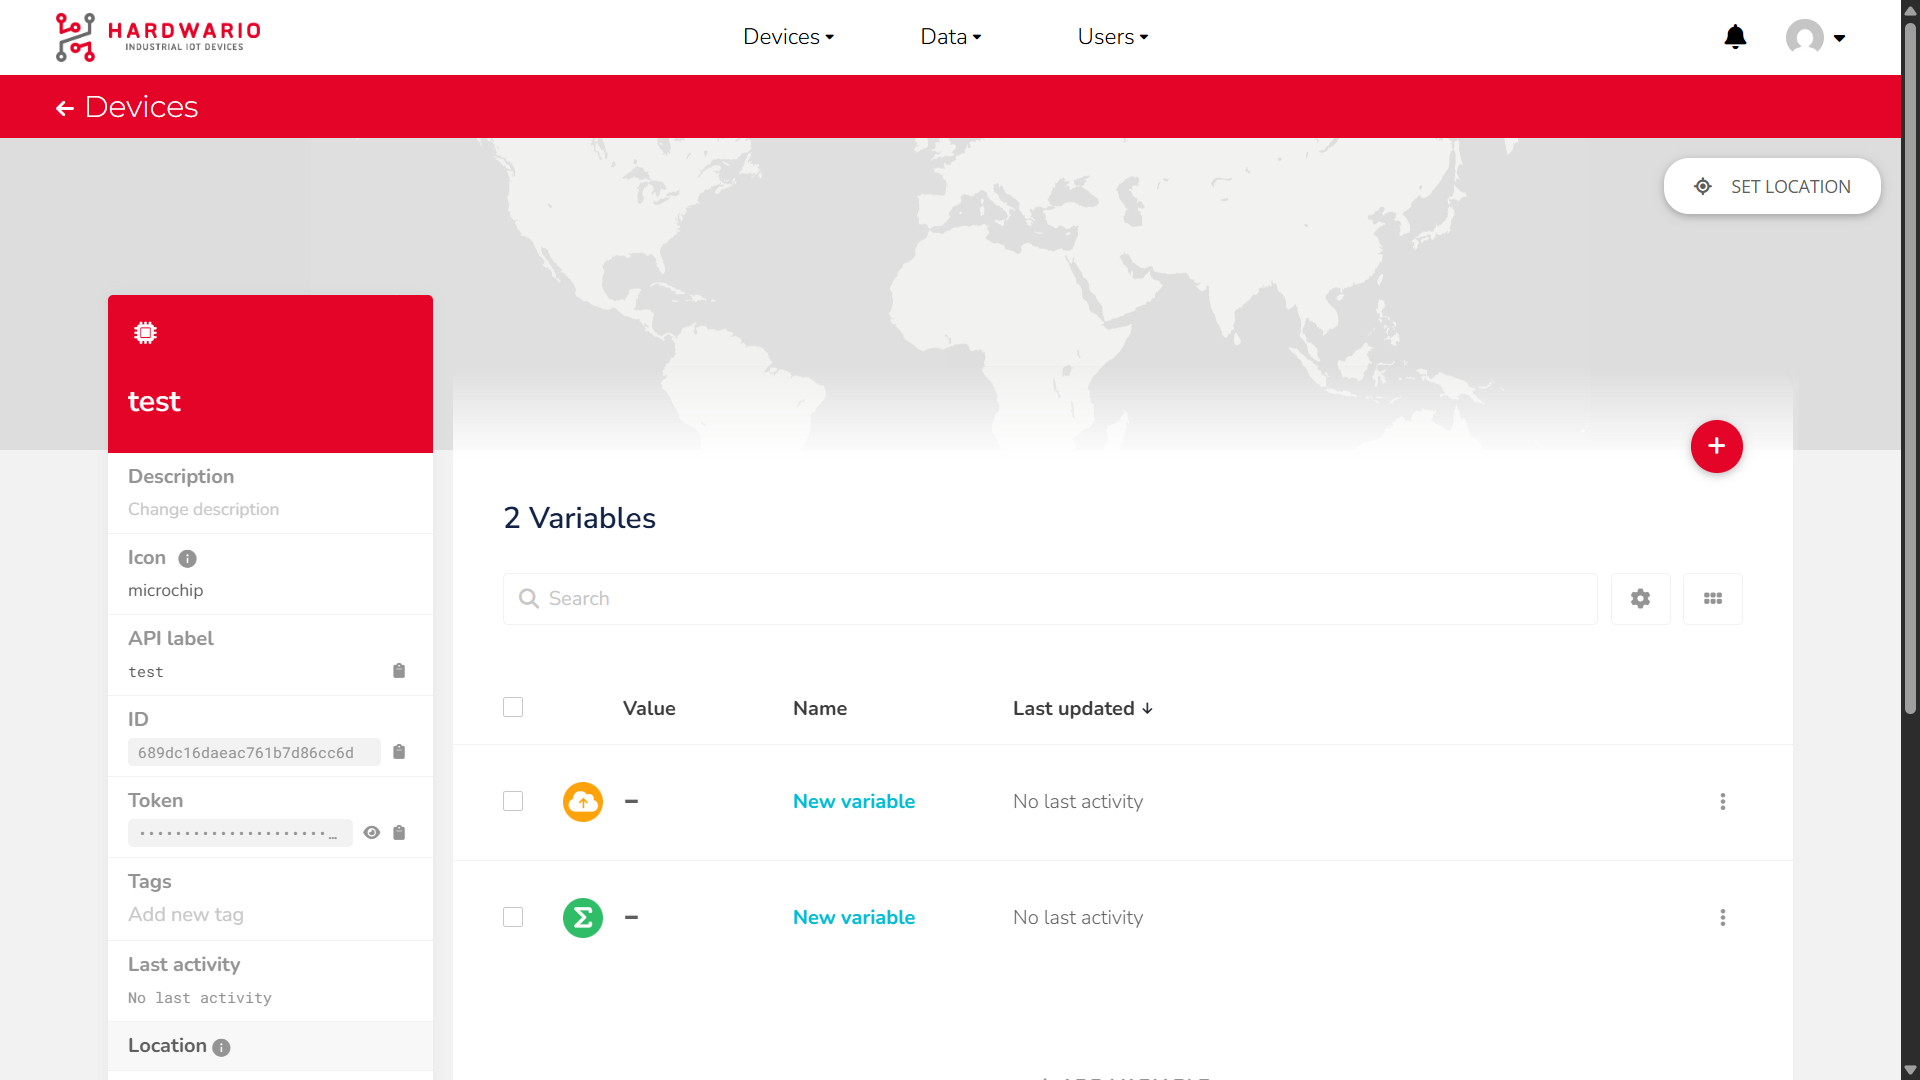 HARDWARIO
INDUSTRIAL IOT DEVICES
Devices
Data
Users
Devices
SET LOCATION
test
Description
Change description
Icon
microchip
API label
test
ID
689dc16daeac761b7d86cc6d
Token
Tags
Add new tag
Last activity
No last activity
Location
2 Variables
Search
Value
Name
Last updated
New variable
No last activity
New variable
No last activity